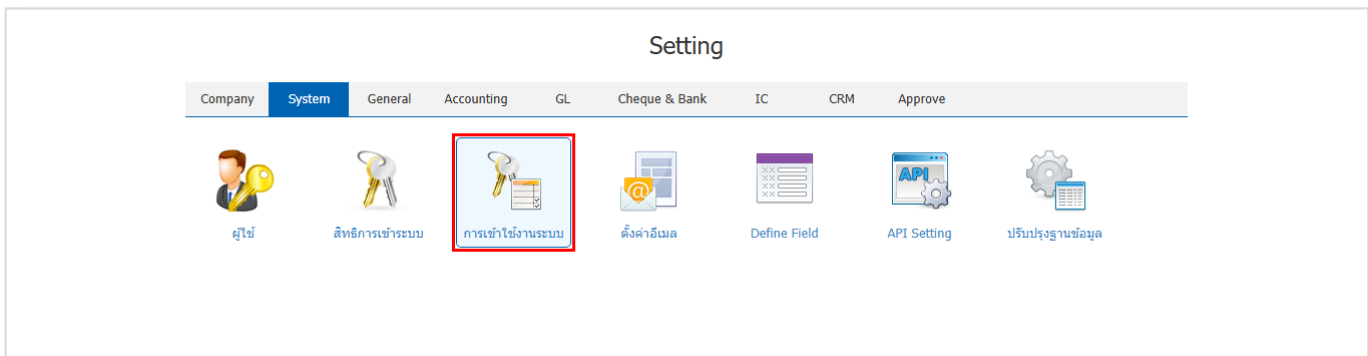 Setting
Company System General Accounting GL Cheque & Bank IC CRM Approve
API
ผู้ใช้ สิทธิการเข้าระบบ การเข้าใช้งานระบบ ตั้งค่าอีเมล Define Field API Setting ปรับปรุงฐานข้อมูล